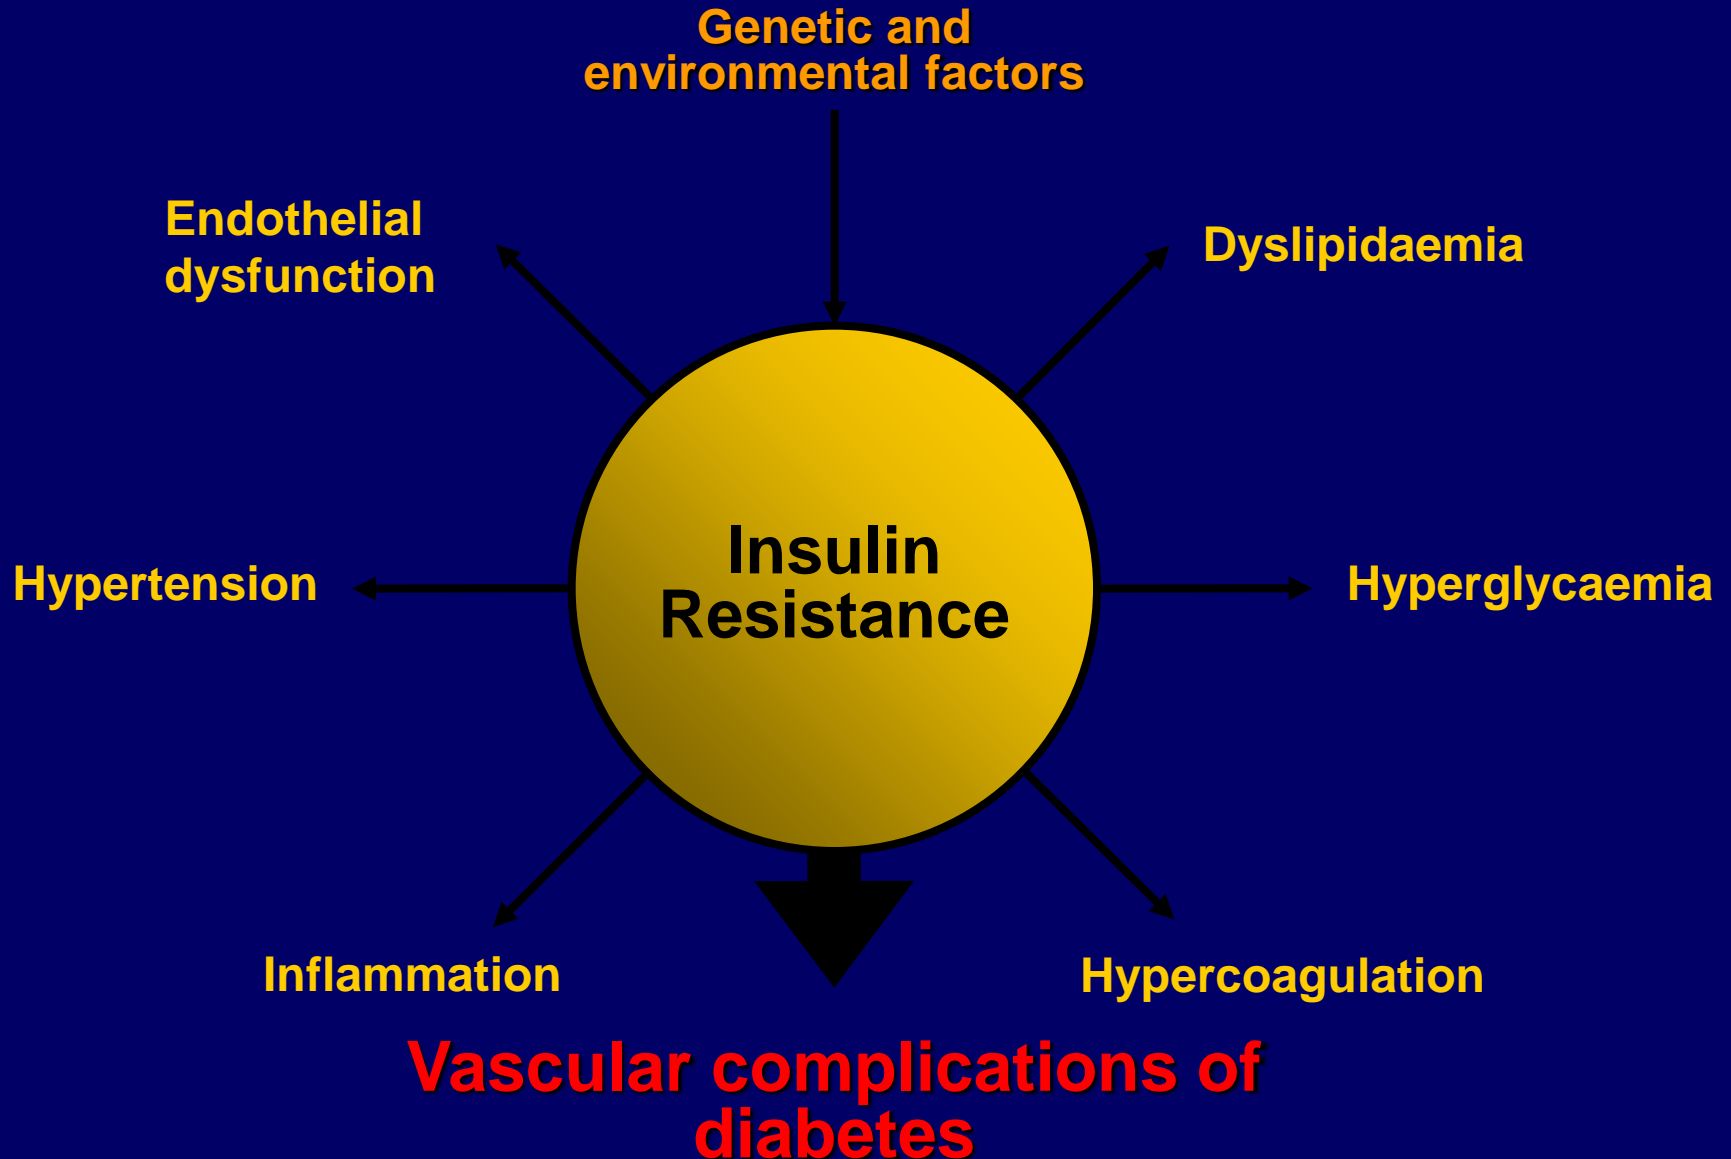 Genetic and
environmental factors
Endothelial
dysfunction
Dyslipidaemia
Hypertension
Insulin
Resistance
Hyperglycaemia
Inflammation
Hypercoagulation
Vascular complications of
diabetes